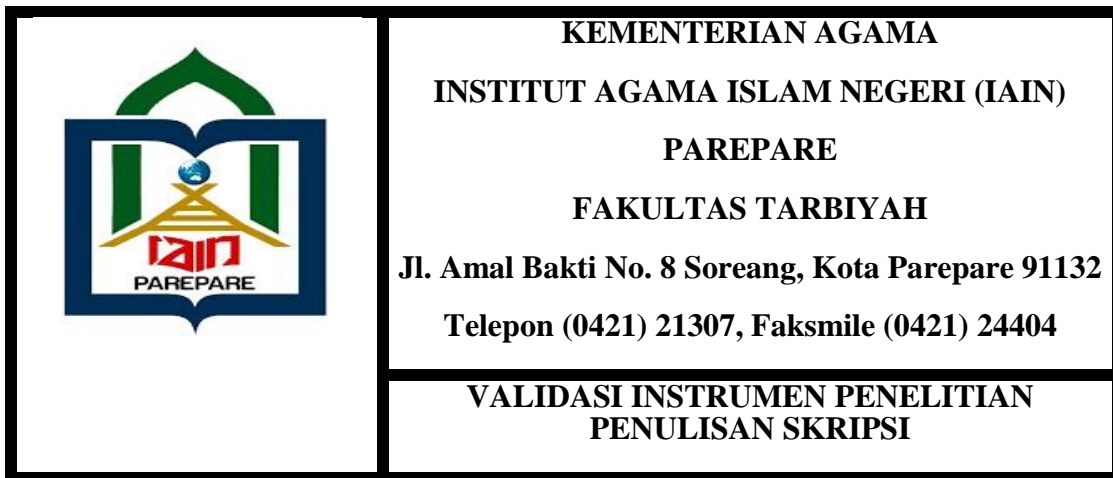 iain
PAREPARE
KEMENTERIAN AGAMA
INSTITUT AGAMA ISLAM NEGERI (IAIN)
PAREPARE
FAKULTAS TARBIYAH
Jl. Amal Bakti No. 8 Soreang, Kota Parepare 91132
Telepon (0421) 21307, Faksmile (0421) 24404
VALIDASI INSTRUMEN PENELITIAN
PENULISAN SKRIPSI